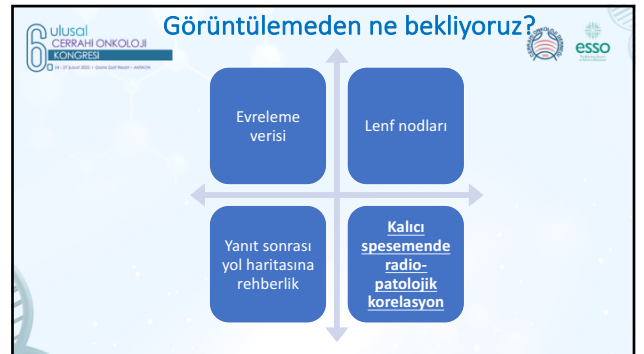 Görüntülemeden ne bekliyoruz?
6. ulusal
CERRAHİ ONKOLOJİ
KONGRESİ
esso
Evreleme
verisi
Lenf nodları
Yanıt sonrası
yol haritasına
rehberlik
Kalıcı
spesemende
radio-
patolojik
korelasyon